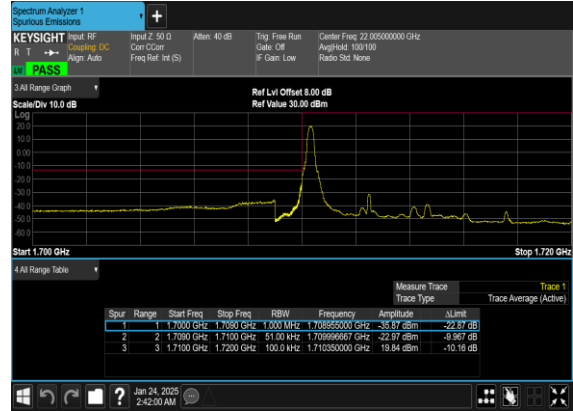 Spectrum Analyzer 1
Spurious Emissions
KEYSIGHT Input: RF Input Z: 50 Ω Atten: 40 dB Trig: Free Run Center Freq: 22.005000000 GHz
R T Coupling: DC Corr CCorr Gate: Off Avg|Hold: 100/100
Align: Auto Freq Ref: Int (S) IF Gain: Low Radio Std: None
PASS
3 All Range Graph
Ref Lvl Offset 8.00 dB
Scale/Div 10.0 dB Ref Value 30.00 dBm
Log
20.0
10.0
0.00
-10.0
-20.0
-30.0
-40.0
-50.0
-60.0
Start 1.700 GHz Stop 1.720 GHz
4 All Range Table
Measure Trace Trace 1
Trace Type Trace Average (Active)
Spur Range Start Freq Stop Freq RBW Frequency Amplitude ΔLimit
1 1 1.7000 GHz 1.7090 GHz 1.000 MHz 1.708955000 GHz -35.87 dBm -22.87 dB
2 2 1.7090 GHz 1.7100 GHz 51.00 kHz 1.709996667 GHz -22.97 dBm -9.967 dB
3 3 1.7100 GHz 1.7200 GHz 100.0 kHz 1.710350000 GHz 19.84 dBm -10.16 dB
? Jan 24, 2025
2:42:00 AM